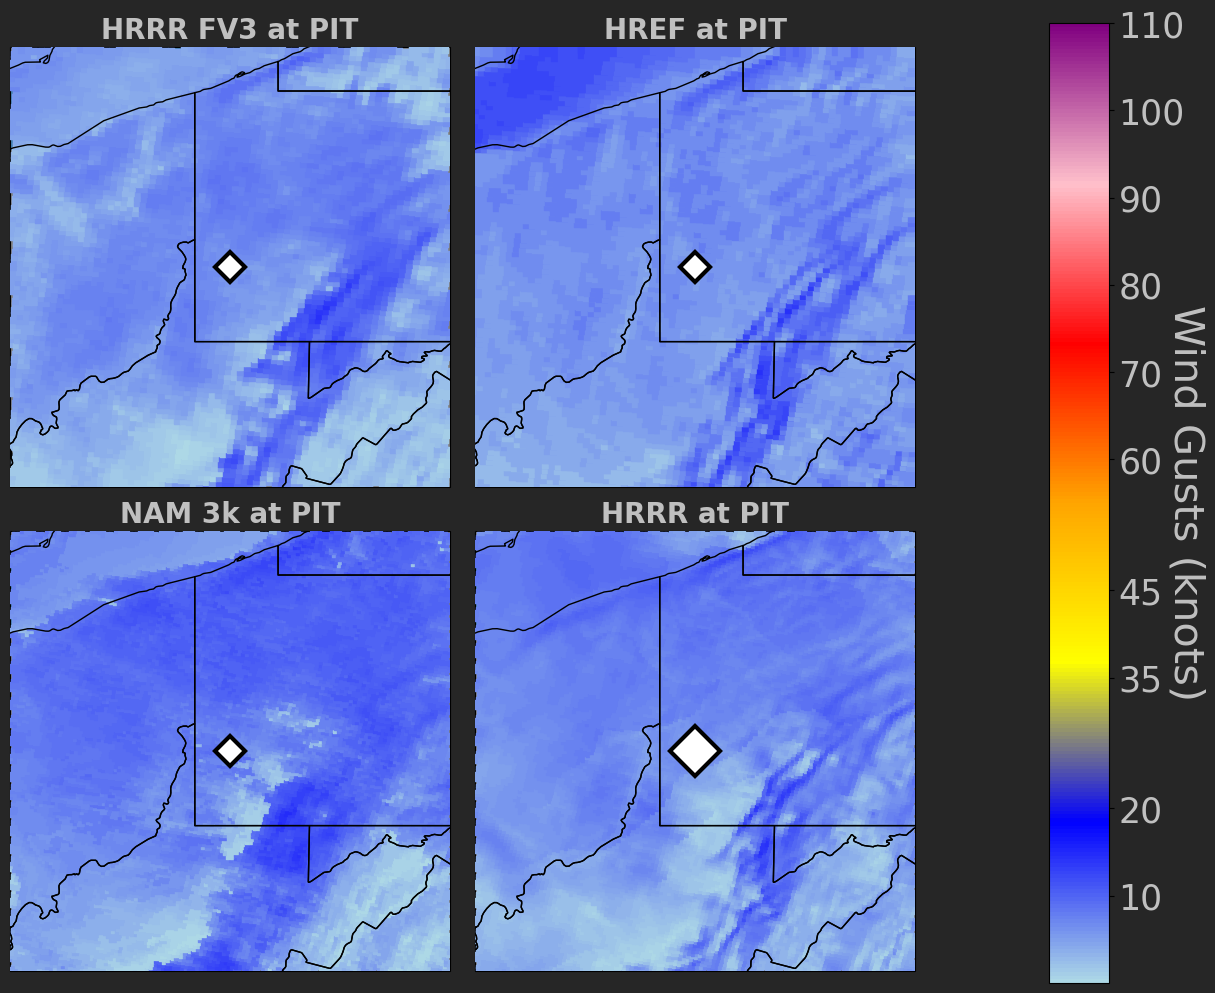 HRRR FV3 at PIT
HREF at PIT
NAM 3k at PIT
HRRR at PIT
110
100
90
80
70
60
45
35
20
10
Wind Gusts (knots)